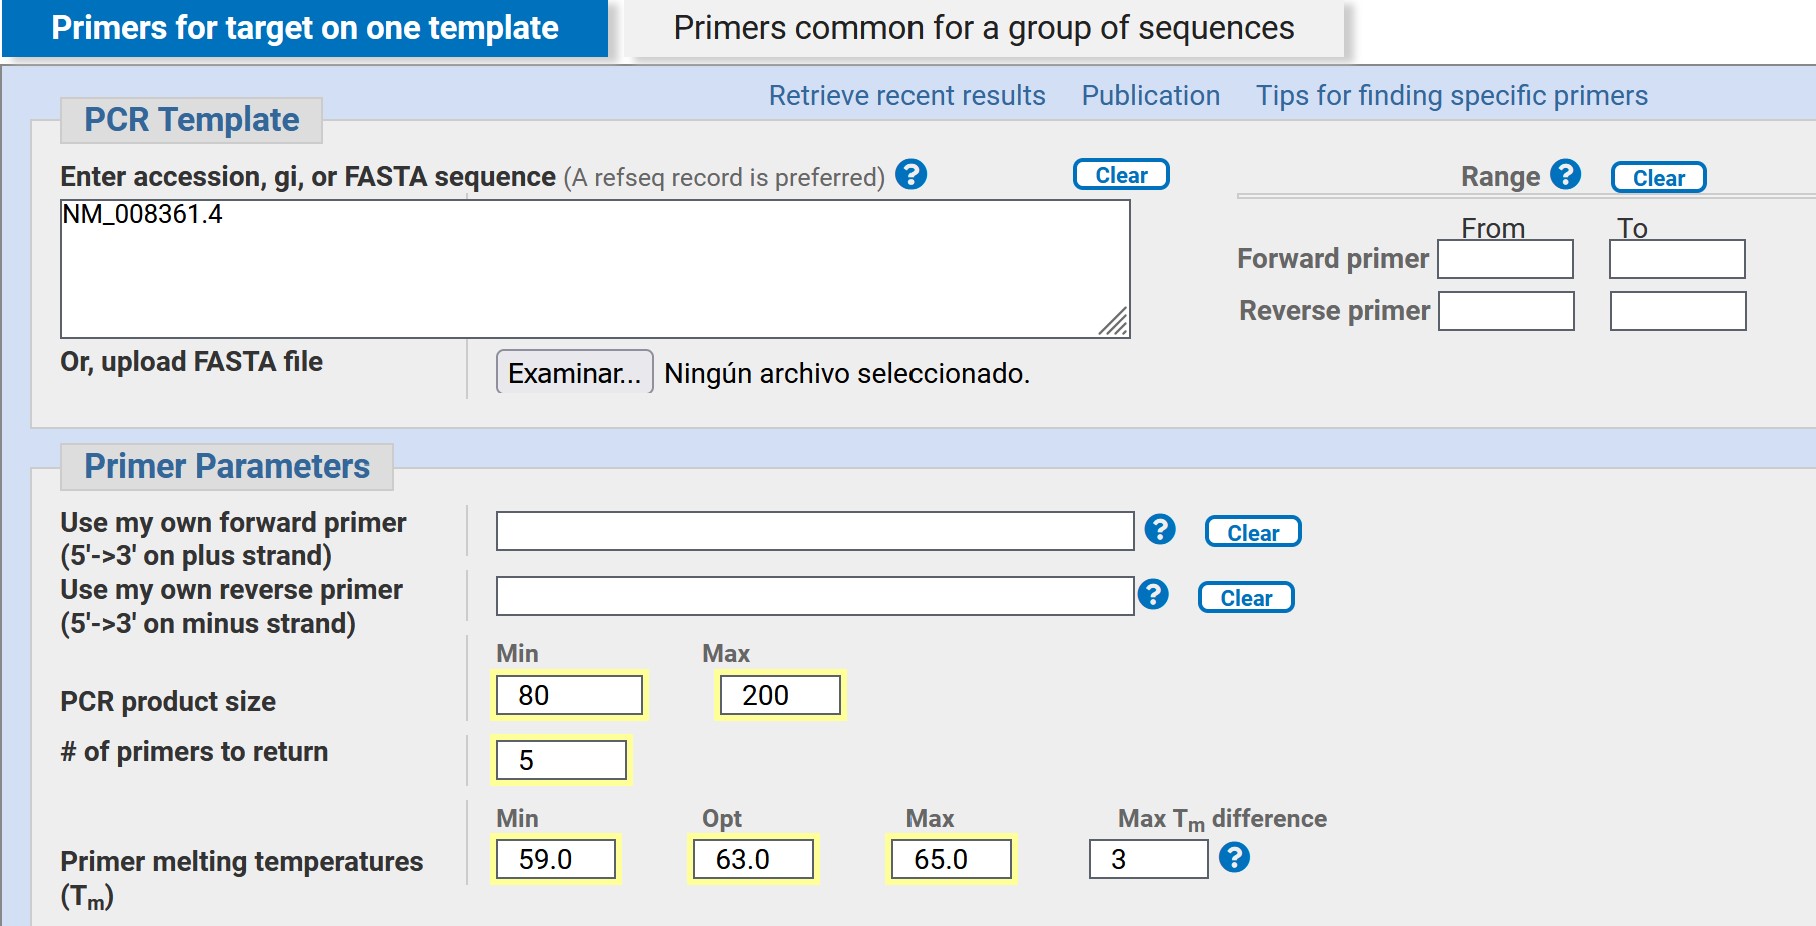 Primers for target on one template Primers common for a group of sequences
Retrieve recent results Publication Tips for finding specific primers
PCR Template
Enter accession, gi, or FASTA sequence (A refseq record is preferred) ? Clear Range ? Clear
NM_008361.4
From To
Forward primer
Reverse primer
Or, upload FASTA file Examinar... Ningún archivo seleccionado.
Primer Parameters
Use my own forward primer
(5'->3' on plus strand) ? Clear
Use my own reverse primer
(5'->3' on minus strand) ? Clear
Min Max
PCR product size 80 200
# of primers to return 5
Min Opt Max Max Tm difference
Primer melting temperatures 59.0 63.0 65.0 3 ?
(Tm)